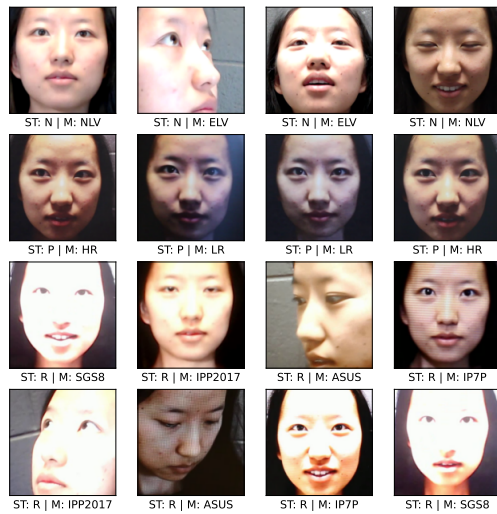 ST: N | M: NLV
ST: N | M: ELV
ST: N | M: ELV
ST: N | M: NLV
ST: P | M: HR
ST: P | M: LR
ST: P | M: LR
ST: P | M: HR
ST: R | M: SGS8
ST: R | M: IPP2017
ST: R | M: ASUS
ST: R | M: IP7P
ST: R | M: IPP2017
ST: R | M: ASUS
ST: R | M: IP7P
ST: R | M: SGS8